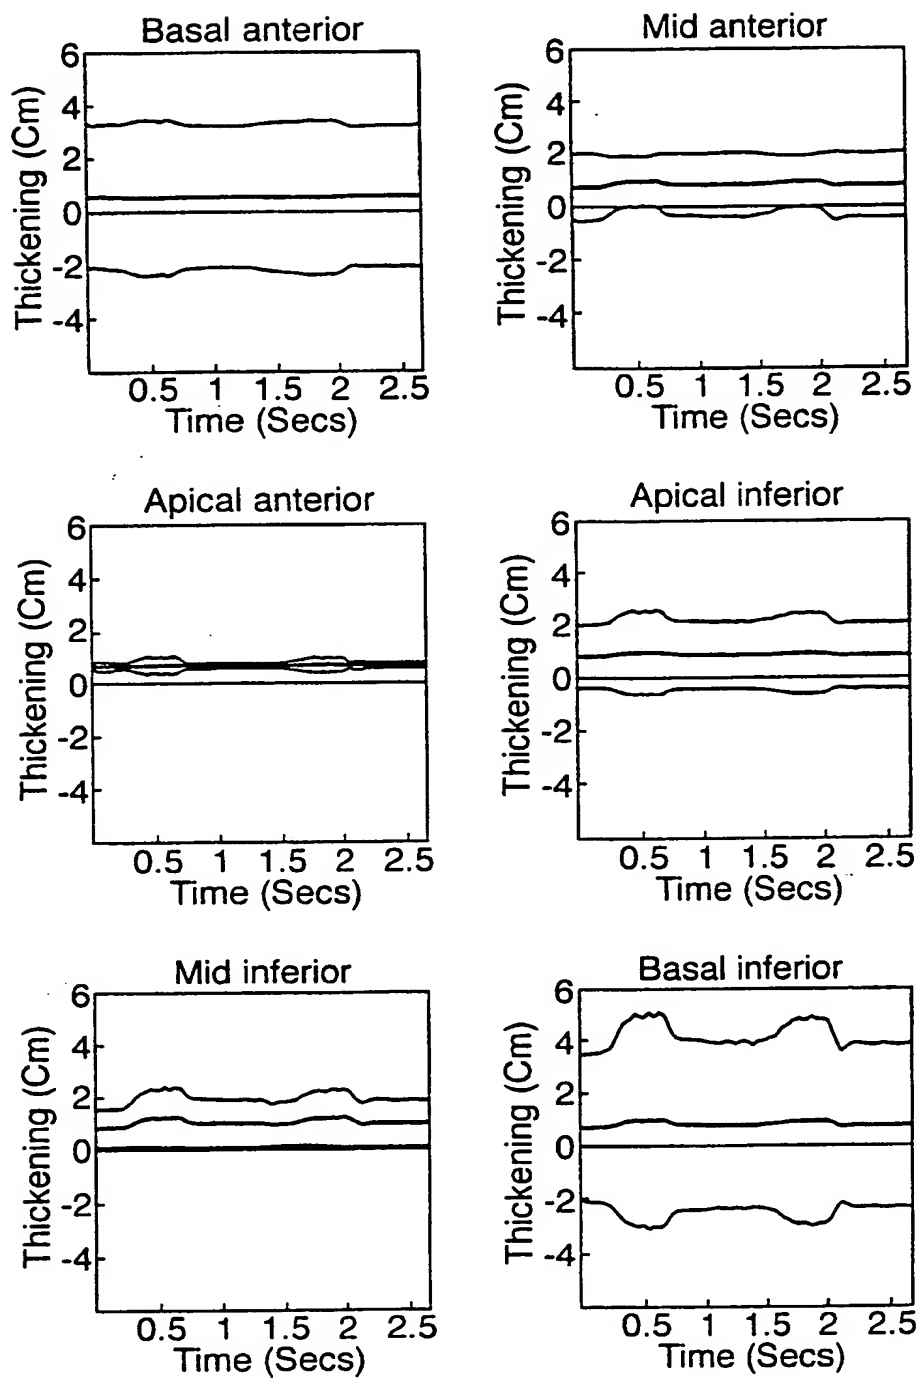 Basal anterior
Thickening (Cm)
6
4
2
0
-2
-4
0.5 1 1.5 2 2.5
Time (Secs)
Mid anterior
Thickening (Cm)
6
4
2
0
-2
-4
0.5 1 1.5 2 2.5
Time (Secs)
Apical anterior
Thickening (Cm)
6
4
2
0
-2
-4
0.5 1 1.5 2 2.5
Time (Secs)
Apical inferior
Thickening (Cm)
6
4
2
0
-2
-4
0.5 1 1.5 2 2.5
Time (Secs)
Mid inferior
Thickening (Cm)
6
4
2
0
-2
-4
0.5 1 1.5 2 2.5
Time (Secs)
Basal inferior
Thickening (Cm)
6
4
2
0
-2
-4
0.5 1 1.5 2 2.5
Time (Secs)